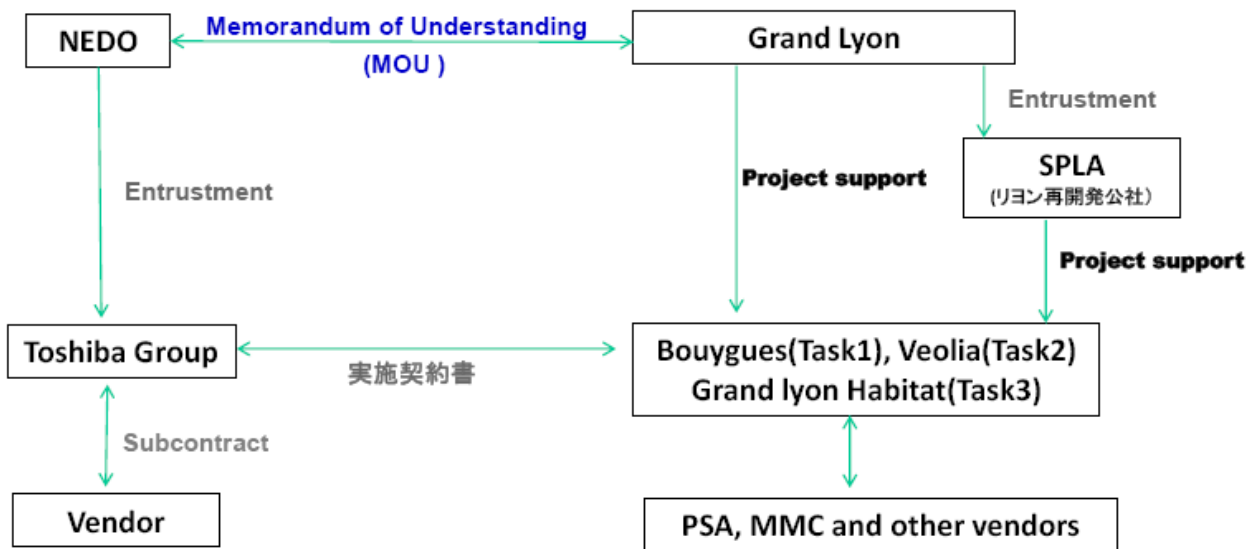 NEDO
Memorandum of Understanding
(MOU )
Grand Lyon
Entrustment
SPLA
(リヨン再開発公社）
Entrustment
Project support
Project support
Toshiba Group
実施契約書
Bouygues(Task1), Veolia(Task2)
Grand lyon Habitat(Task3)
Subcontract
Vendor
PSA, MMC and other vendors